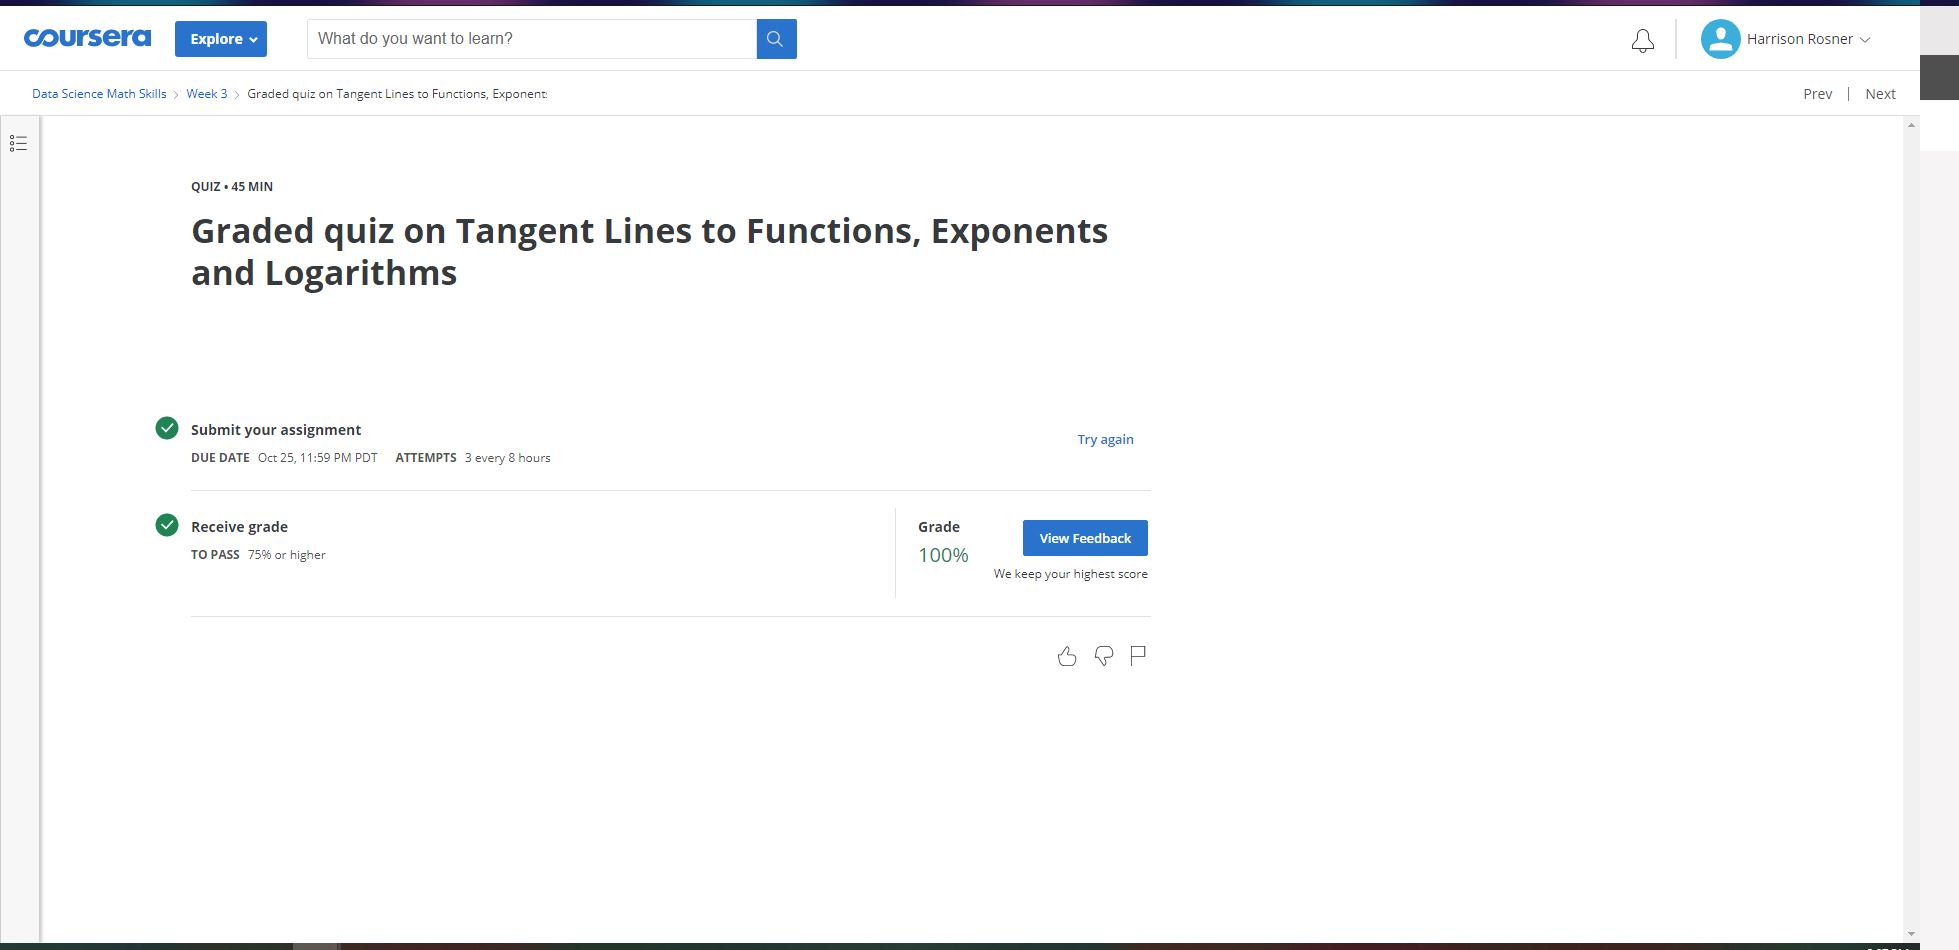 coursera
Explore
What do you want to learn?
Harrison Rosner
Data Science Math Skills
Week 3
Graded quiz on Tangent Lines to Functions, Exponent:
Prev | Next
QUIZ • 45 MIN
Graded quiz on Tangent Lines to Functions, Exponents
and Logarithms
Submit your assignment
DUE DATE Oct 25, 11:59 PM PDT ATTEMPTS 3 every 8 hours
Try again
Receive grade
TO PASS 75% or higher
Grade
100%
View Feedback
We keep your highest score